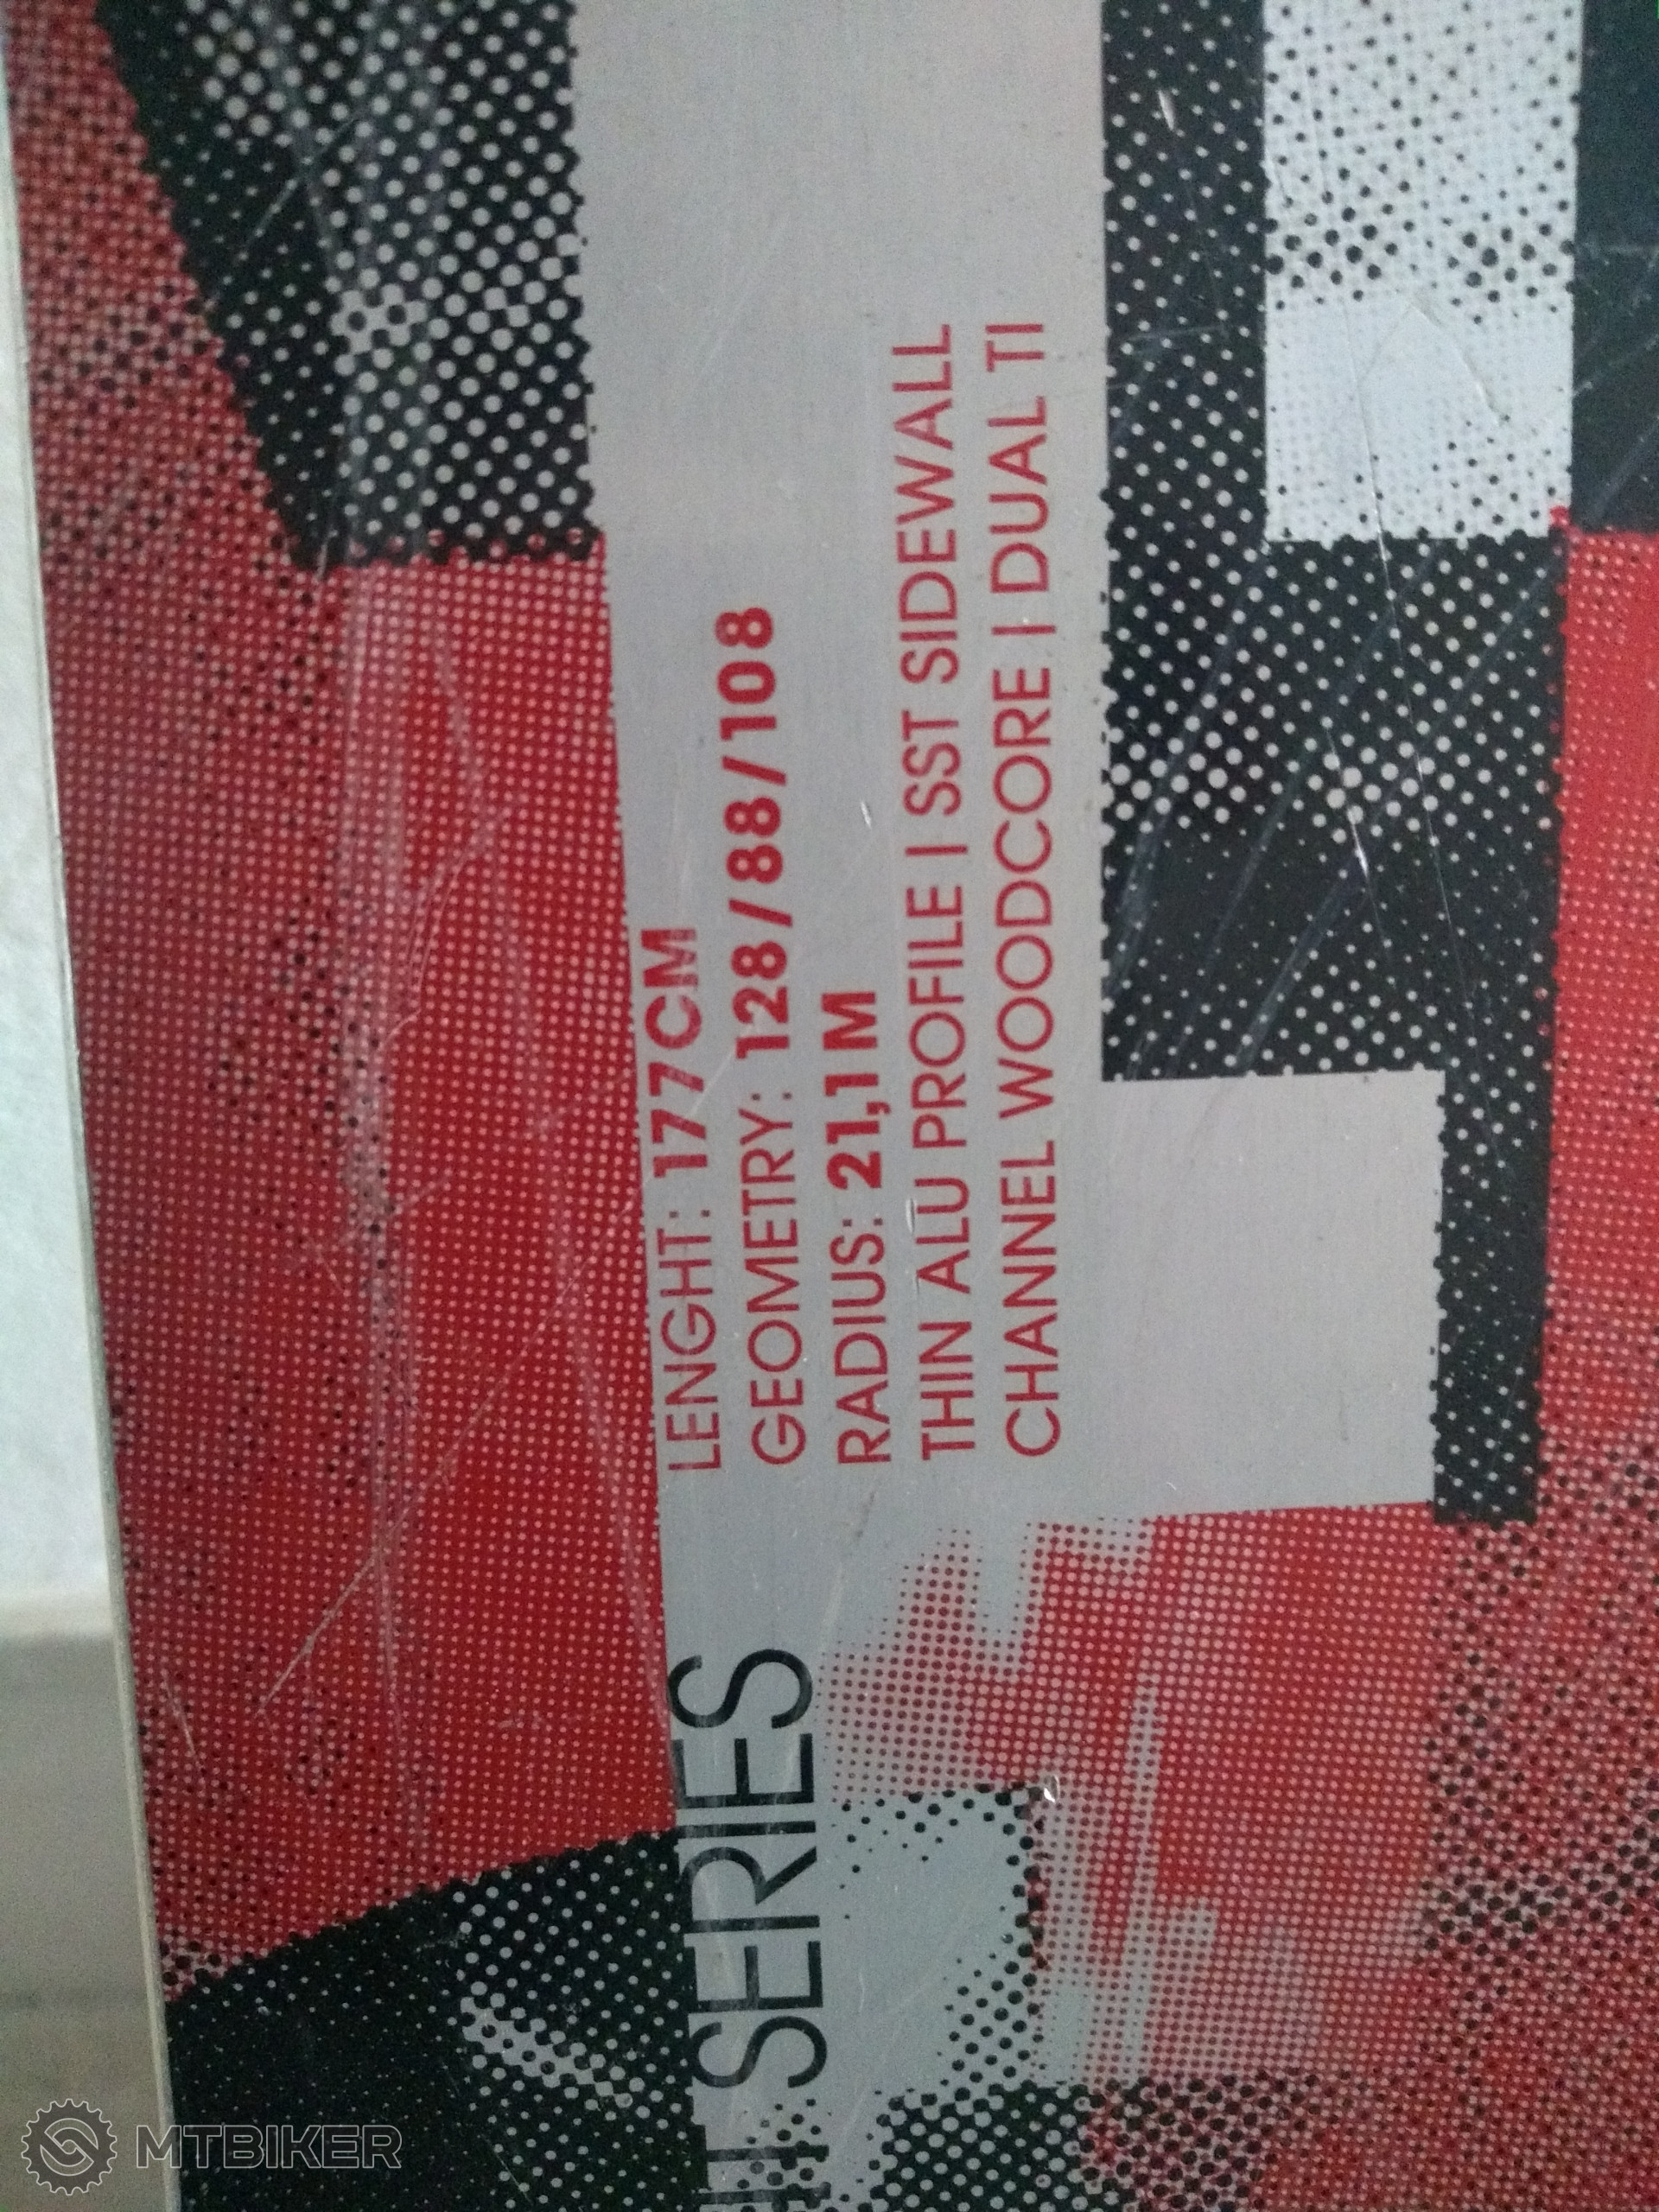 LENGHT: 177CM
GEOMETRY: 128/88/108
RADIUS: 21,1M
THIN ALU PROFILE | SST SIDEWALL
CHANNEL WOODCORE | DUAL TI
SERIES
MTBIKER